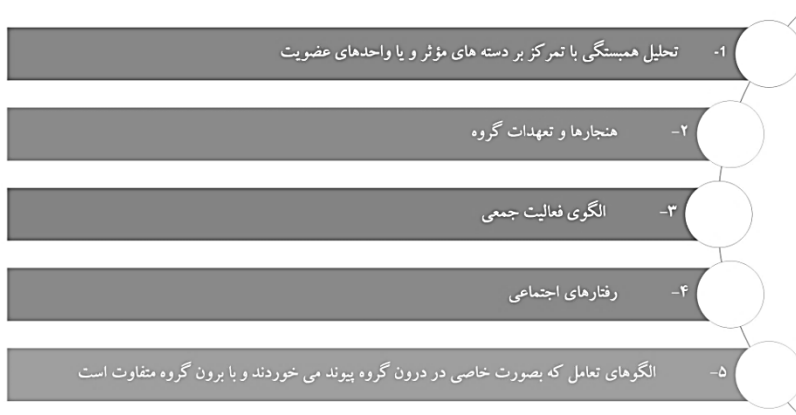 1- تحلیل همبستگی با تمرکز بر دسته های مؤثر و یا واحدهای عضویت
۲- هنجارها و تعهدات گروه
۳- الگوی فعالیت جمعی
۴- رفتارهای اجتماعی
۵- الگوهای تعامل که بصورت خاصی در درون گروه پیوند می خوردند و با برون گروه متفاوت است